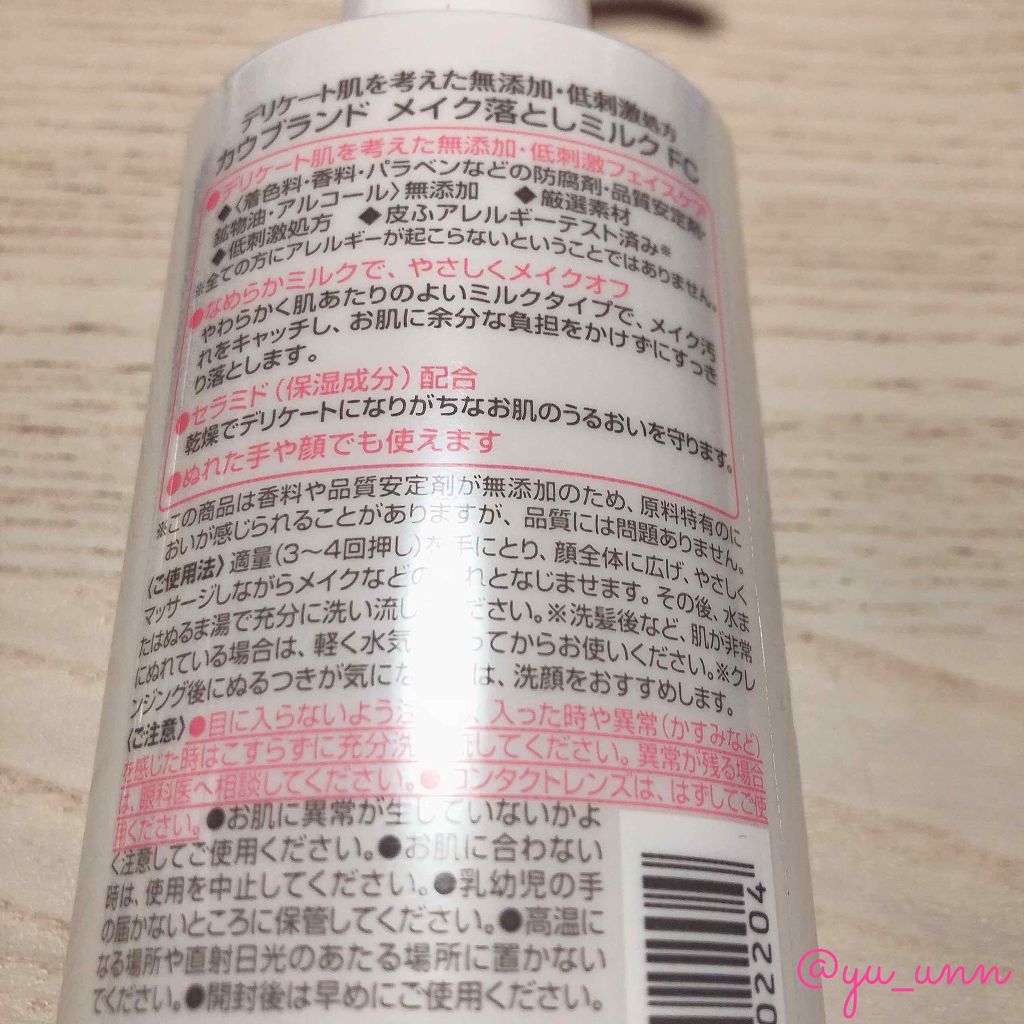 デリケート肌を考えた無添加・低刺激処方
カウブランド メイク落としミルク FC
●デリケート肌を考えた無添加・低刺激フェイスケア
◆〈着色料・香料・パラベンなどの防腐剤・品質安定剤・
鉱物油・アルコール〉無添加 ◆厳選素材
◆低刺激処方 ◆皮ふアレルギーテスト済み※
※全ての方にアレルギーが起こらないということではありません。
●なめらかミルクで、やさしくメイクオフ
やわらかく肌あたりのよいミルクタイプで、メイク汚
れをキャッチし、お肌に余分な負担をかけずにすっき
り落とします。
●セラミド（保湿成分）配合
乾燥でデリケートになりがちなお肌のうるおいを守ります。
●ぬれた手や顔でも使えます
※この商品は香料や品質安定剤が無添加のため、原料特有のに
おいが感じられることがありますが、品質には問題ありません。
〈ご使用法〉適量（3～4回押し）を手にとり、顔全体に広げ、やさしく
マッサージしながらメイクなどの れとなじませます。その後、水ま
たはぬるま湯で充分に洗い流し ださい。※洗髪後など、肌が非常
にぬれている場合は、軽く水気 ってからお使いください。※クレ
ンジング後にぬるつきが気にな は、洗顔をおすすめします。
〈ご注意〉●目に入らないよう注 、入った時や異常（かすみなど）
を感じた時はこすらずに充分洗 流してください。異常が残る場合
は、眼科医へ相談してください。●コンタクトレンズは、はずしてご使
用ください。●お肌に異常が生じていないかよ
く注意してご使用ください。●お肌に合わない
時は、使用を中止してください。●乳幼児の手
の届かないところに保管してください。●高温に
なる場所や直射日光のあたる場所に置かない
でください。●開封後は早めにご使用ください。
02204
@yu_unn